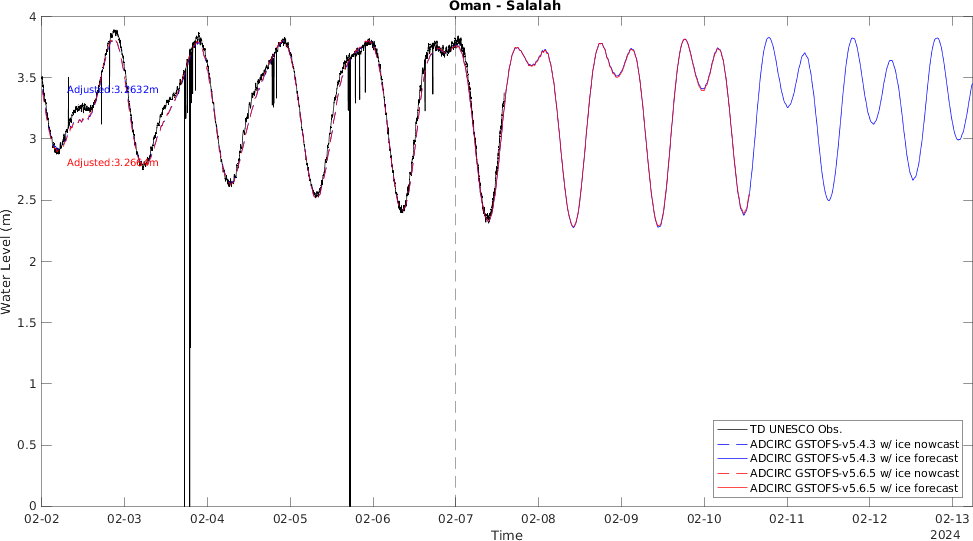 Oman - Salalah
4
3.5
3
2.5
2
1.5
1
0.5
0
Water Level (m)
Adjusted:3.2632m
02-02
02-03
02-04
02-05
02-06
02-07
02-08
02-09
02-10
02-11
02-12
02-13
2024
Time
TD UNESCO Obs.
ADCIRC GSTOFS-v5.4.3 w/ ice nowcast
ADCIRC GSTOFS-v5.4.3 w/ ice forecast
ADCIRC GSTOFS-v5.6.5 w/ ice nowcast
ADCIRC GSTOFS-v5.6.5 w/ ice forecast